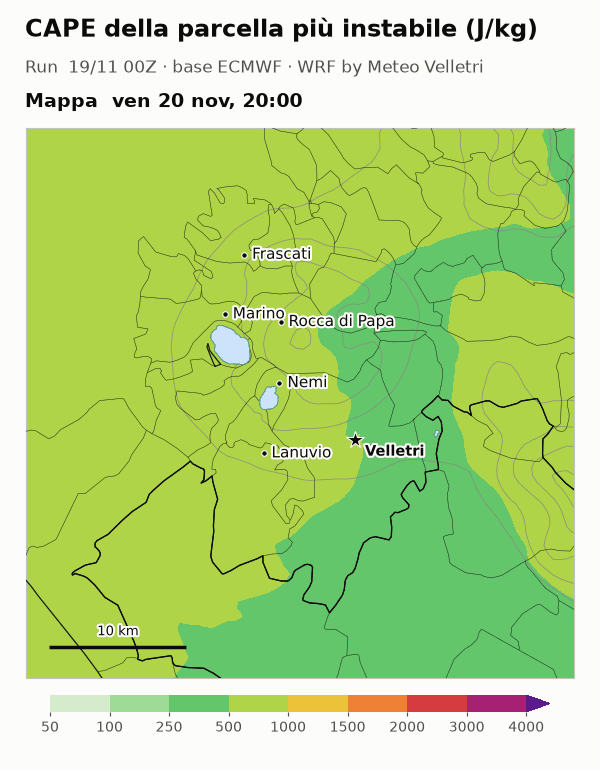 CAPE della parcella più instabile (J/kg)
Run  19/11 00Z · base ECMWF · WRF by Meteo Velletri
Mappa  ven 20 nov, 20:00
Frascati
Marino
Rocca di Papa
Nemi
Velletri
Lanuvio
10 km
50 100 250 500 1000 1500 2000 3000 4000